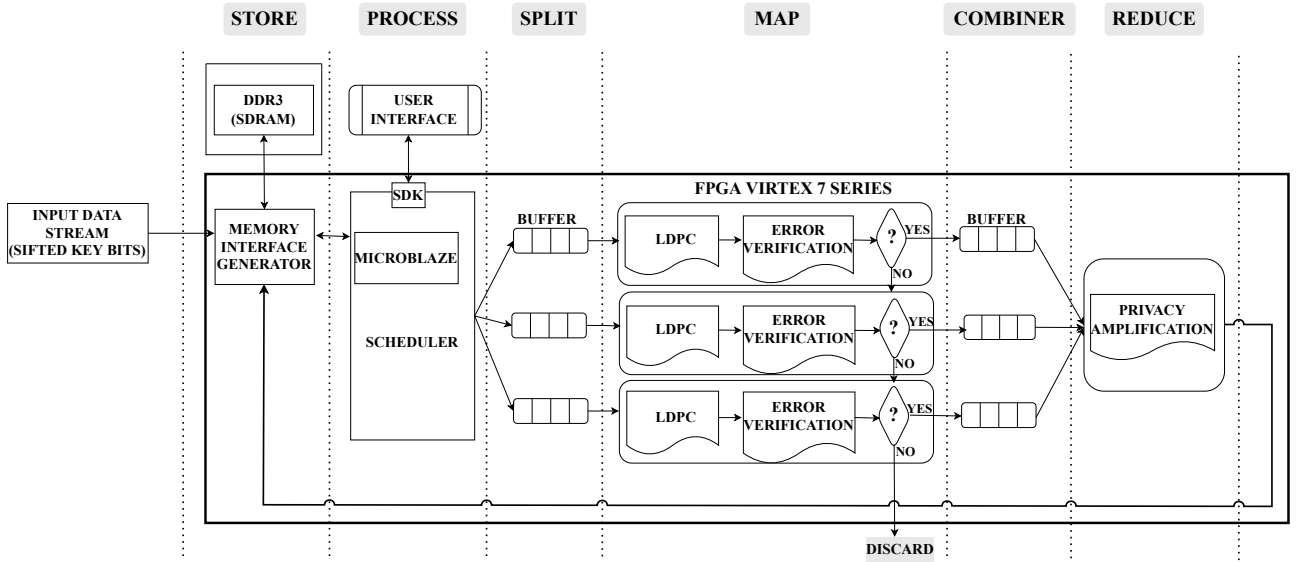 STORE
PROCESS
SPLIT
MAP
COMBINER
REDUCE
DDR3
(SDRAM)
USER
INTERFACE
FPGA VIRTEX 7 SERIES
SDK
INPUT DATA
STREAM
(SIFTED KEY BITS)
MEMORY
INTERFACE
GENERATOR
MICROBLAZE
SCHEDULER
BUFFER
LDPC
ERROR
VERIFICATION
?
YES
NO
BUFFER
LDPC
ERROR
VERIFICATION
?
YES
NO
LDPC
ERROR
VERIFICATION
?
YES
NO
PRIVACY
AMPLIFICATION
DISCARD